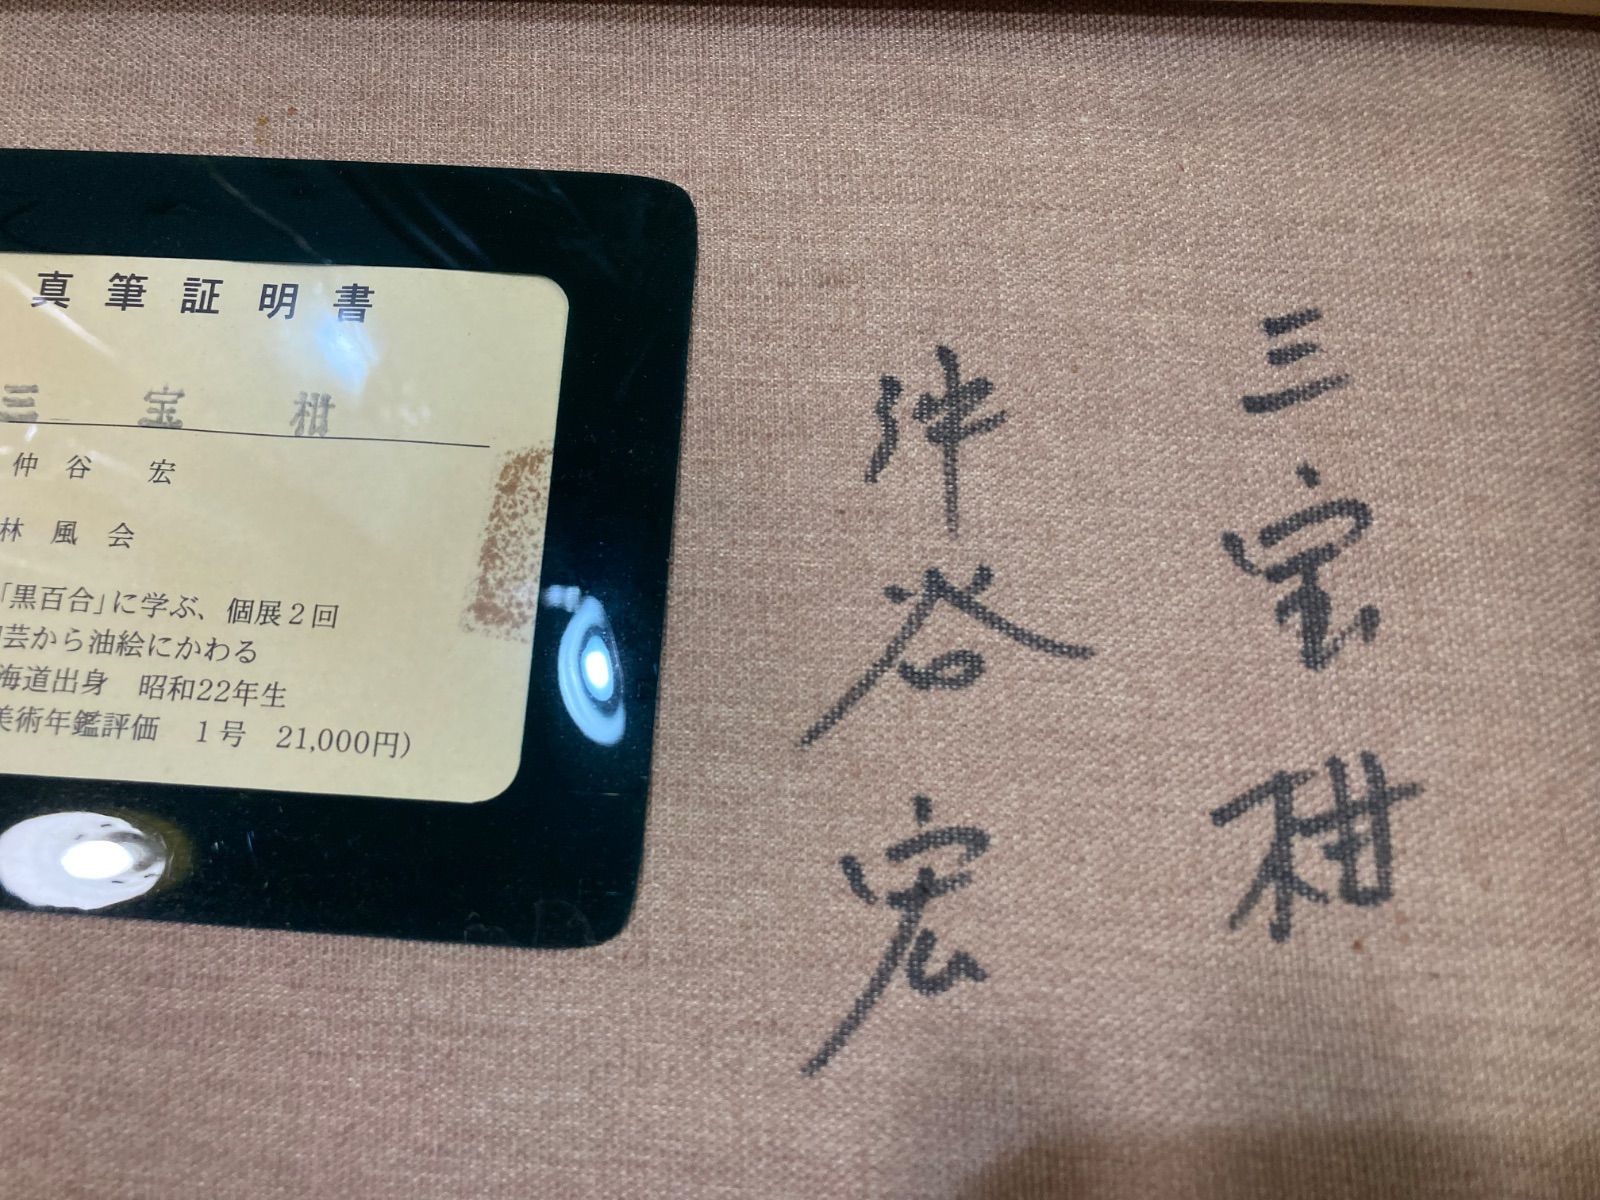 真筆証明書
三宝柑
仲谷 宏
林風会
「黒百合」に学ぶ、個展2回
芸から油絵にかわる
海道出身 昭和22年生
美術年鑑評価 1号 21,000円)
三宝柑
仲谷宏